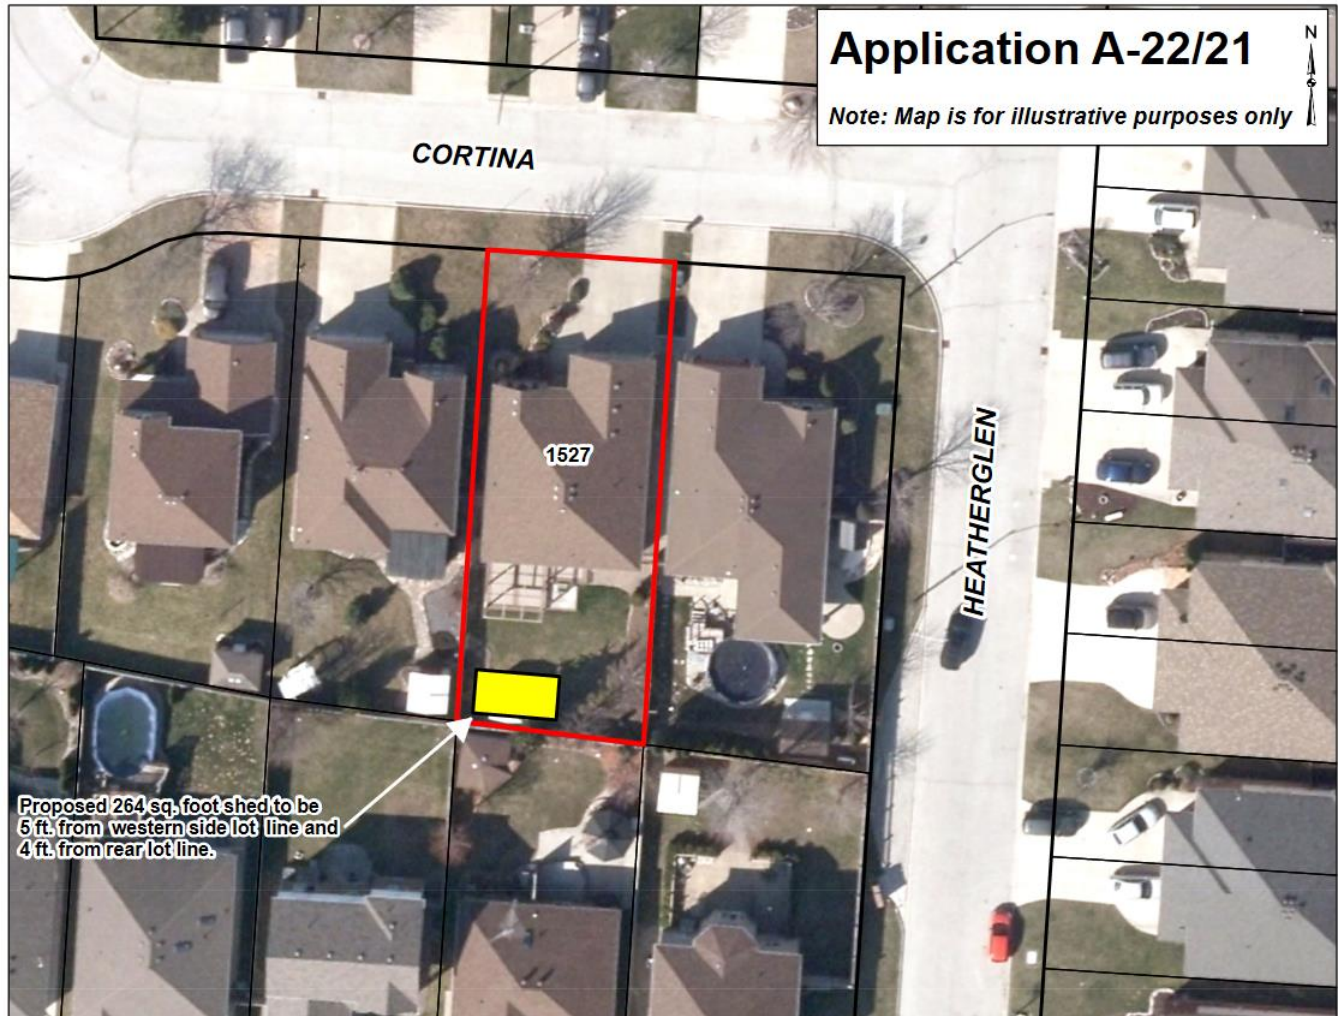 Application A-22/21
N
Note: Map is for illustrative purposes only
CORTINA
1527
HEATHERGLEN
Proposed 264 sq. foot shed to be
5 ft. from western side lot line and
4 ft. from rear lot line.